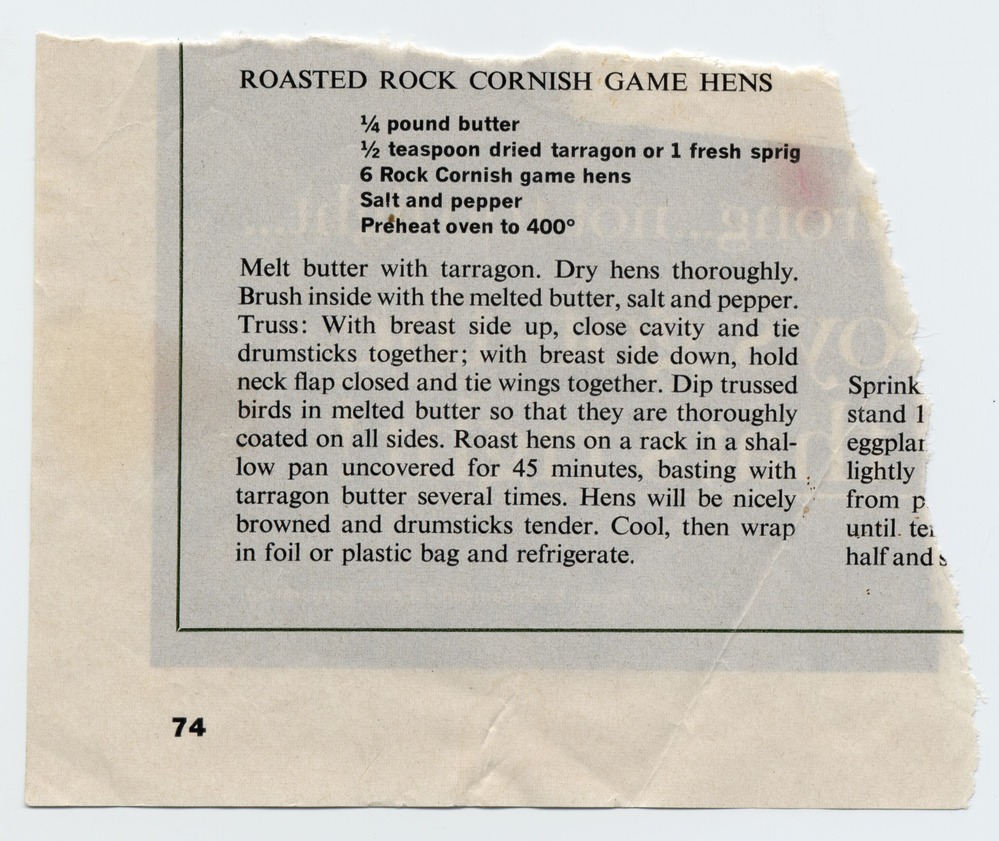 ROASTED ROCK CORNISH GAME HENS
¼ pound butter
½ teaspoon dried tarragon or 1 fresh sprig
6 Rock Cornish game hens
Salt and pepper
Preheat oven to 400°
Melt butter with tarragon. Dry hens thoroughly.
Brush inside with the melted butter, salt and pepper.
Truss: With breast side up, close cavity and tie
drumsticks together; with breast side down, hold
neck flap closed and tie wings together. Dip trussed
birds in melted butter so that they are thoroughly
coated on all sides. Roast hens on a rack in a shal-
low pan uncovered for 45 minutes, basting with
tarragon butter several times. Hens will be nicely
browned and drumsticks tender. Cool, then wrap
in foil or plastic bag and refrigerate.
Sprink
stand 1
eggplan
lightly
from p
until te
half and s
74